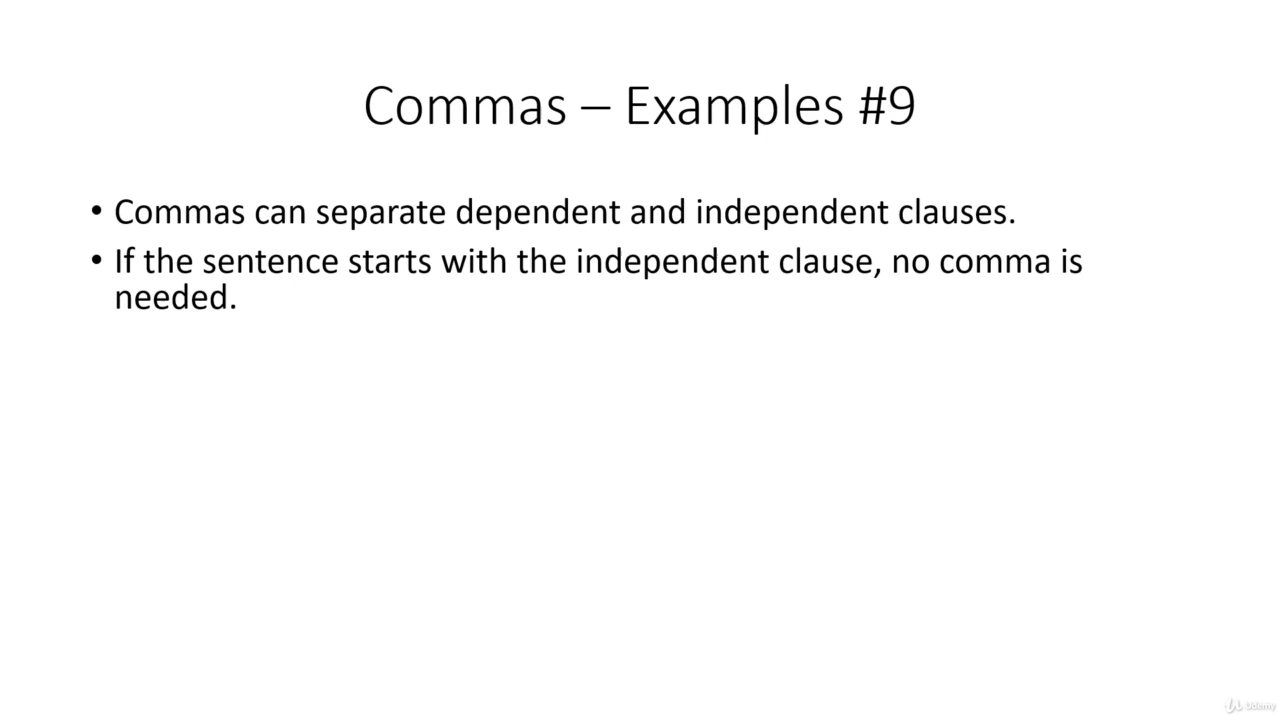 Commas – Examples #9
• Commas can separate dependent and independent clauses.
• If the sentence starts with the independent clause, no comma is
needed.
Udemy